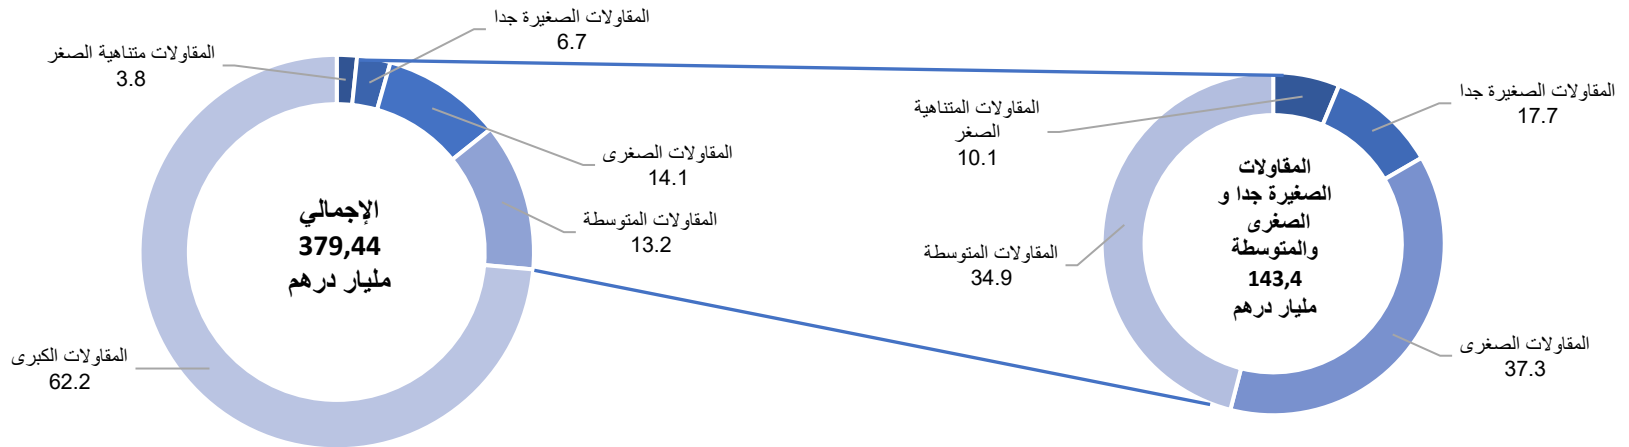 المقاولات الصغيرة جدا
6.7
المقاولات متناهية الصغر
3.8
المقاولات الصغرى
14.1
المقاولات المتوسطة
13.2
المقاولات الكبرى
62.2
الإجمالي
379,44
مليار درهم
المقاولات الصغيرة جدا
17.7
المقاولات المتناهية
الصغر
10.1
المقاولات المتوسطة
34.9
المقاولات الصغرى
37.3
المقاولات
الصغيرة جدا و
الصغرى
والمتوسطة
143,4
مليار درهم